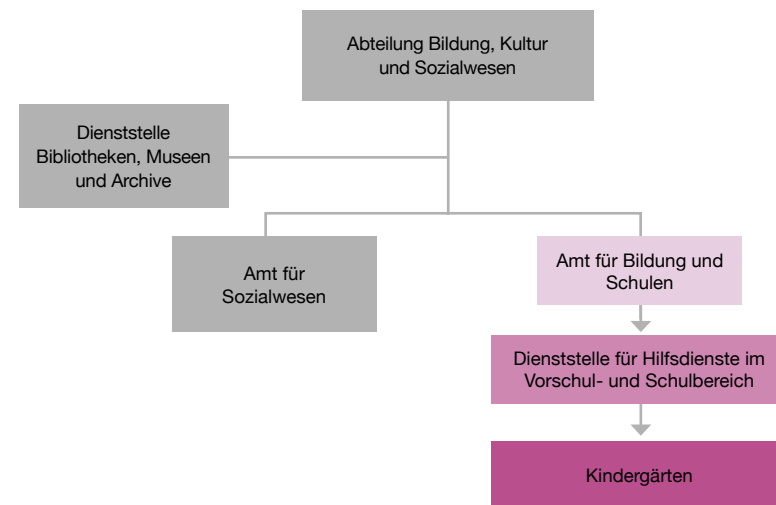 Abteilung Bildung, Kultur
und Sozialwesen
Dienststelle
Bibliotheken, Museen
und Archive
Amt für
Sozialwesen
Amt für Bildung und
Schulen
Dienststelle für Hilfsdienste im
Vorschul- und Schulbereich
Kindergärten